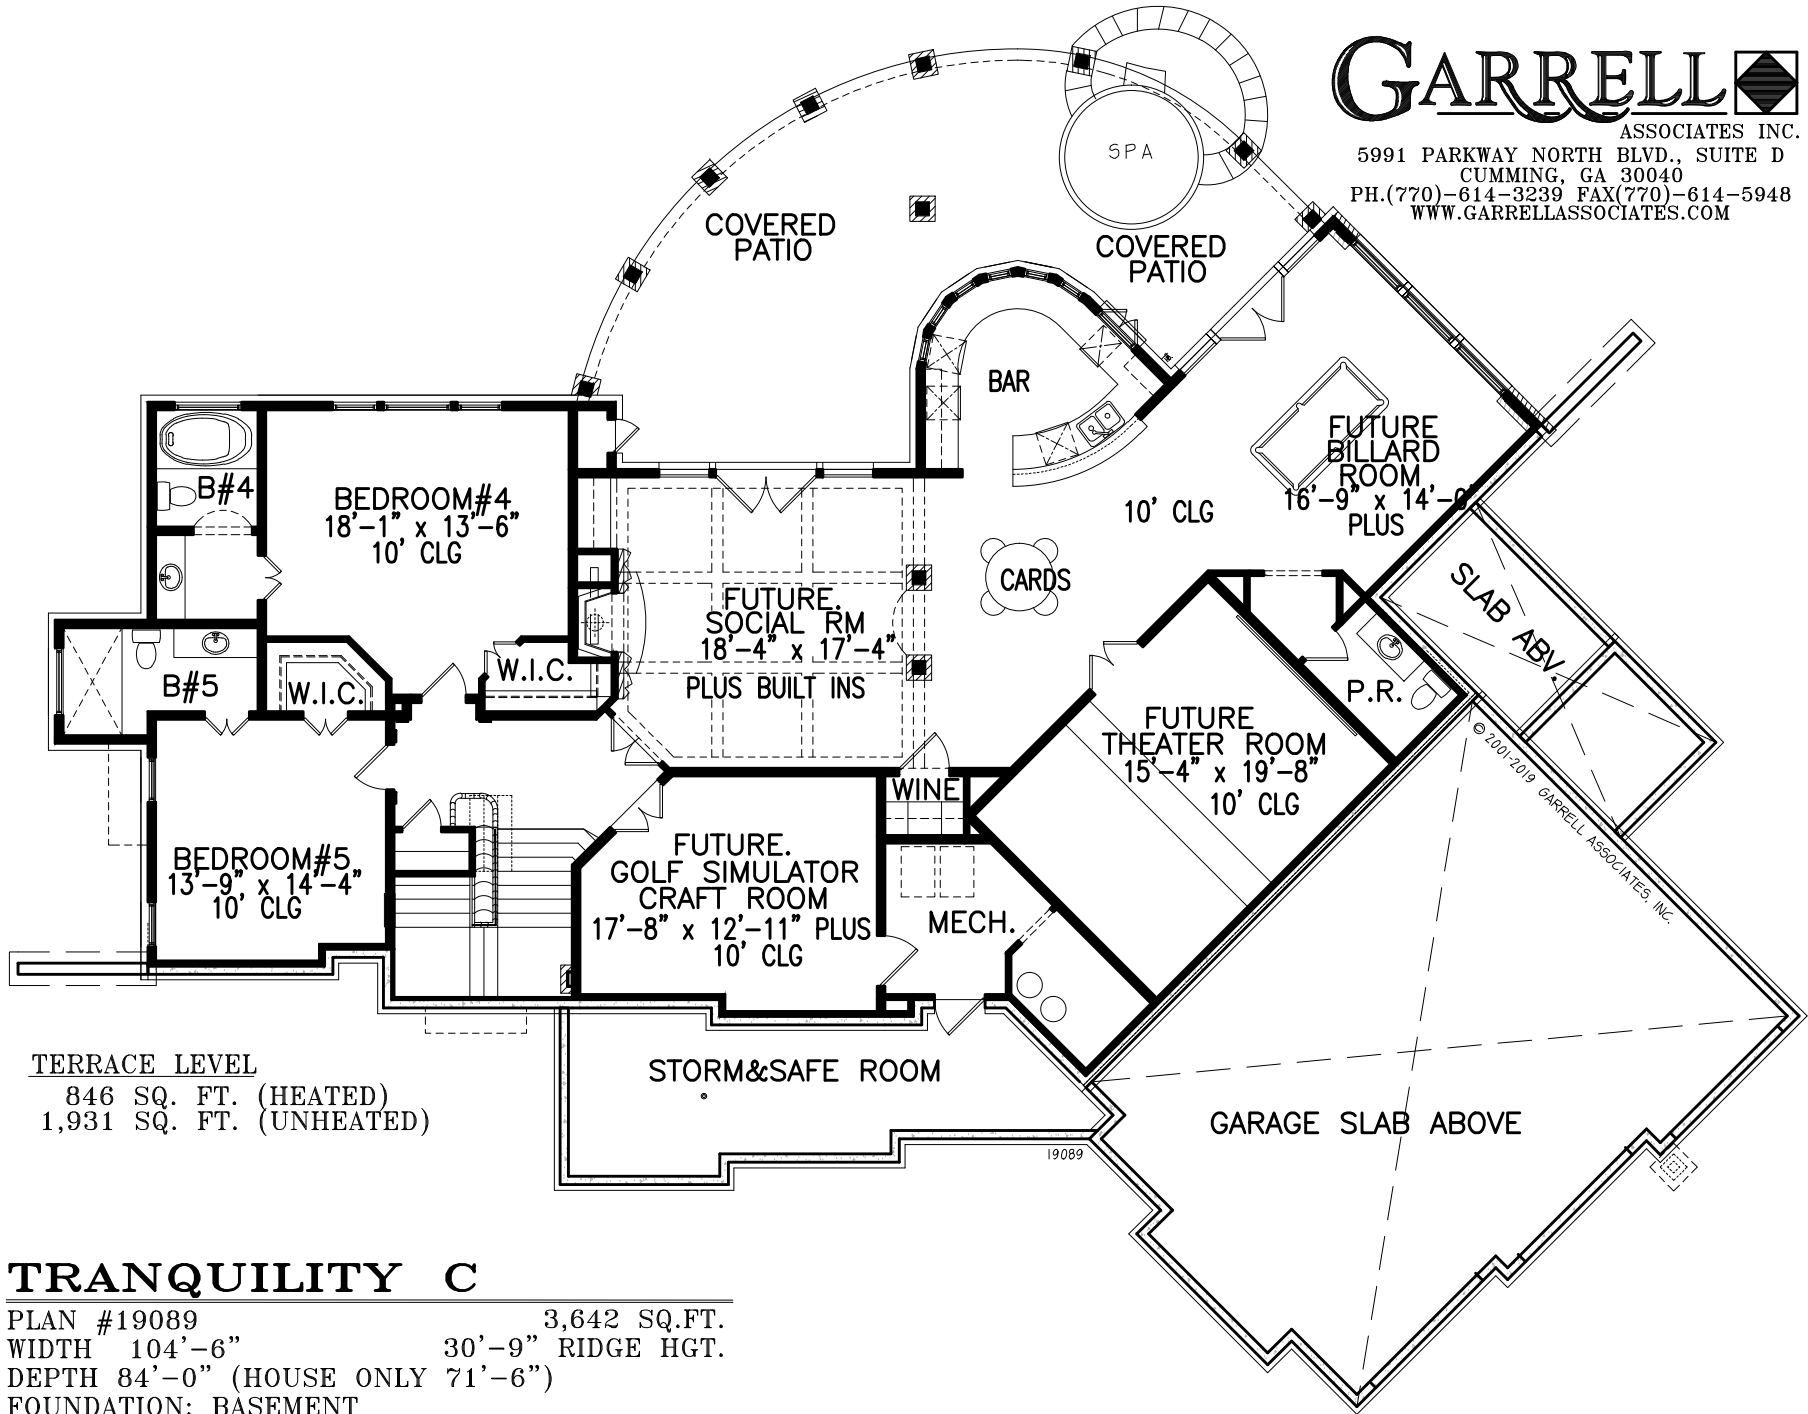 GARRELL
ASSOCIATES INC.
5991 PARKWAY NORTH BLVD., SUITE D
CUMMING, GA 30040
PH.(770)-614-3239 FAX(770)-614-5948
WWW.GARRELLASSOCIATES.COM
SPA
COVERED
PATIO
COVERED
PATIO
BAR
FUTURE
BILLARD
ROOM
16'-9" x 14'-0"
PLUS
10' CLG
CARDS
B#4
BEDROOM#4
18'-1" x 13'-6"
10' CLG
FUTURE.
SOCIAL RM
18'-4" x 17'-4"
PLUS BUILT INS
SLAB ABV.
B#5
W.I.C.
W.I.C.
P.R.
FUTURE
THEATER ROOM
15'-4" x 19'-8"
10' CLG
© 2001-2019 GARRELL ASSOCIATES, INC.
WINE
BEDROOM#5
13'-9" x 14'-4"
10' CLG
FUTURE.
GOLF SIMULATOR
CRAFT ROOM
17'-8" x 12'-11" PLUS
10' CLG
MECH.
STORM&SAFE ROOM
GARAGE SLAB ABOVE
19089
TERRACE LEVEL
846 SQ. FT. (HEATED)
1,931 SQ. FT. (UNHEATED)
TRANQUILITY C
PLAN #19089 3,642 SQ.FT.
WIDTH 104'-6" 30'-9" RIDGE HGT.
DEPTH 84'-0" (HOUSE ONLY 71'-6")
FOUNDATION: BASEMENT